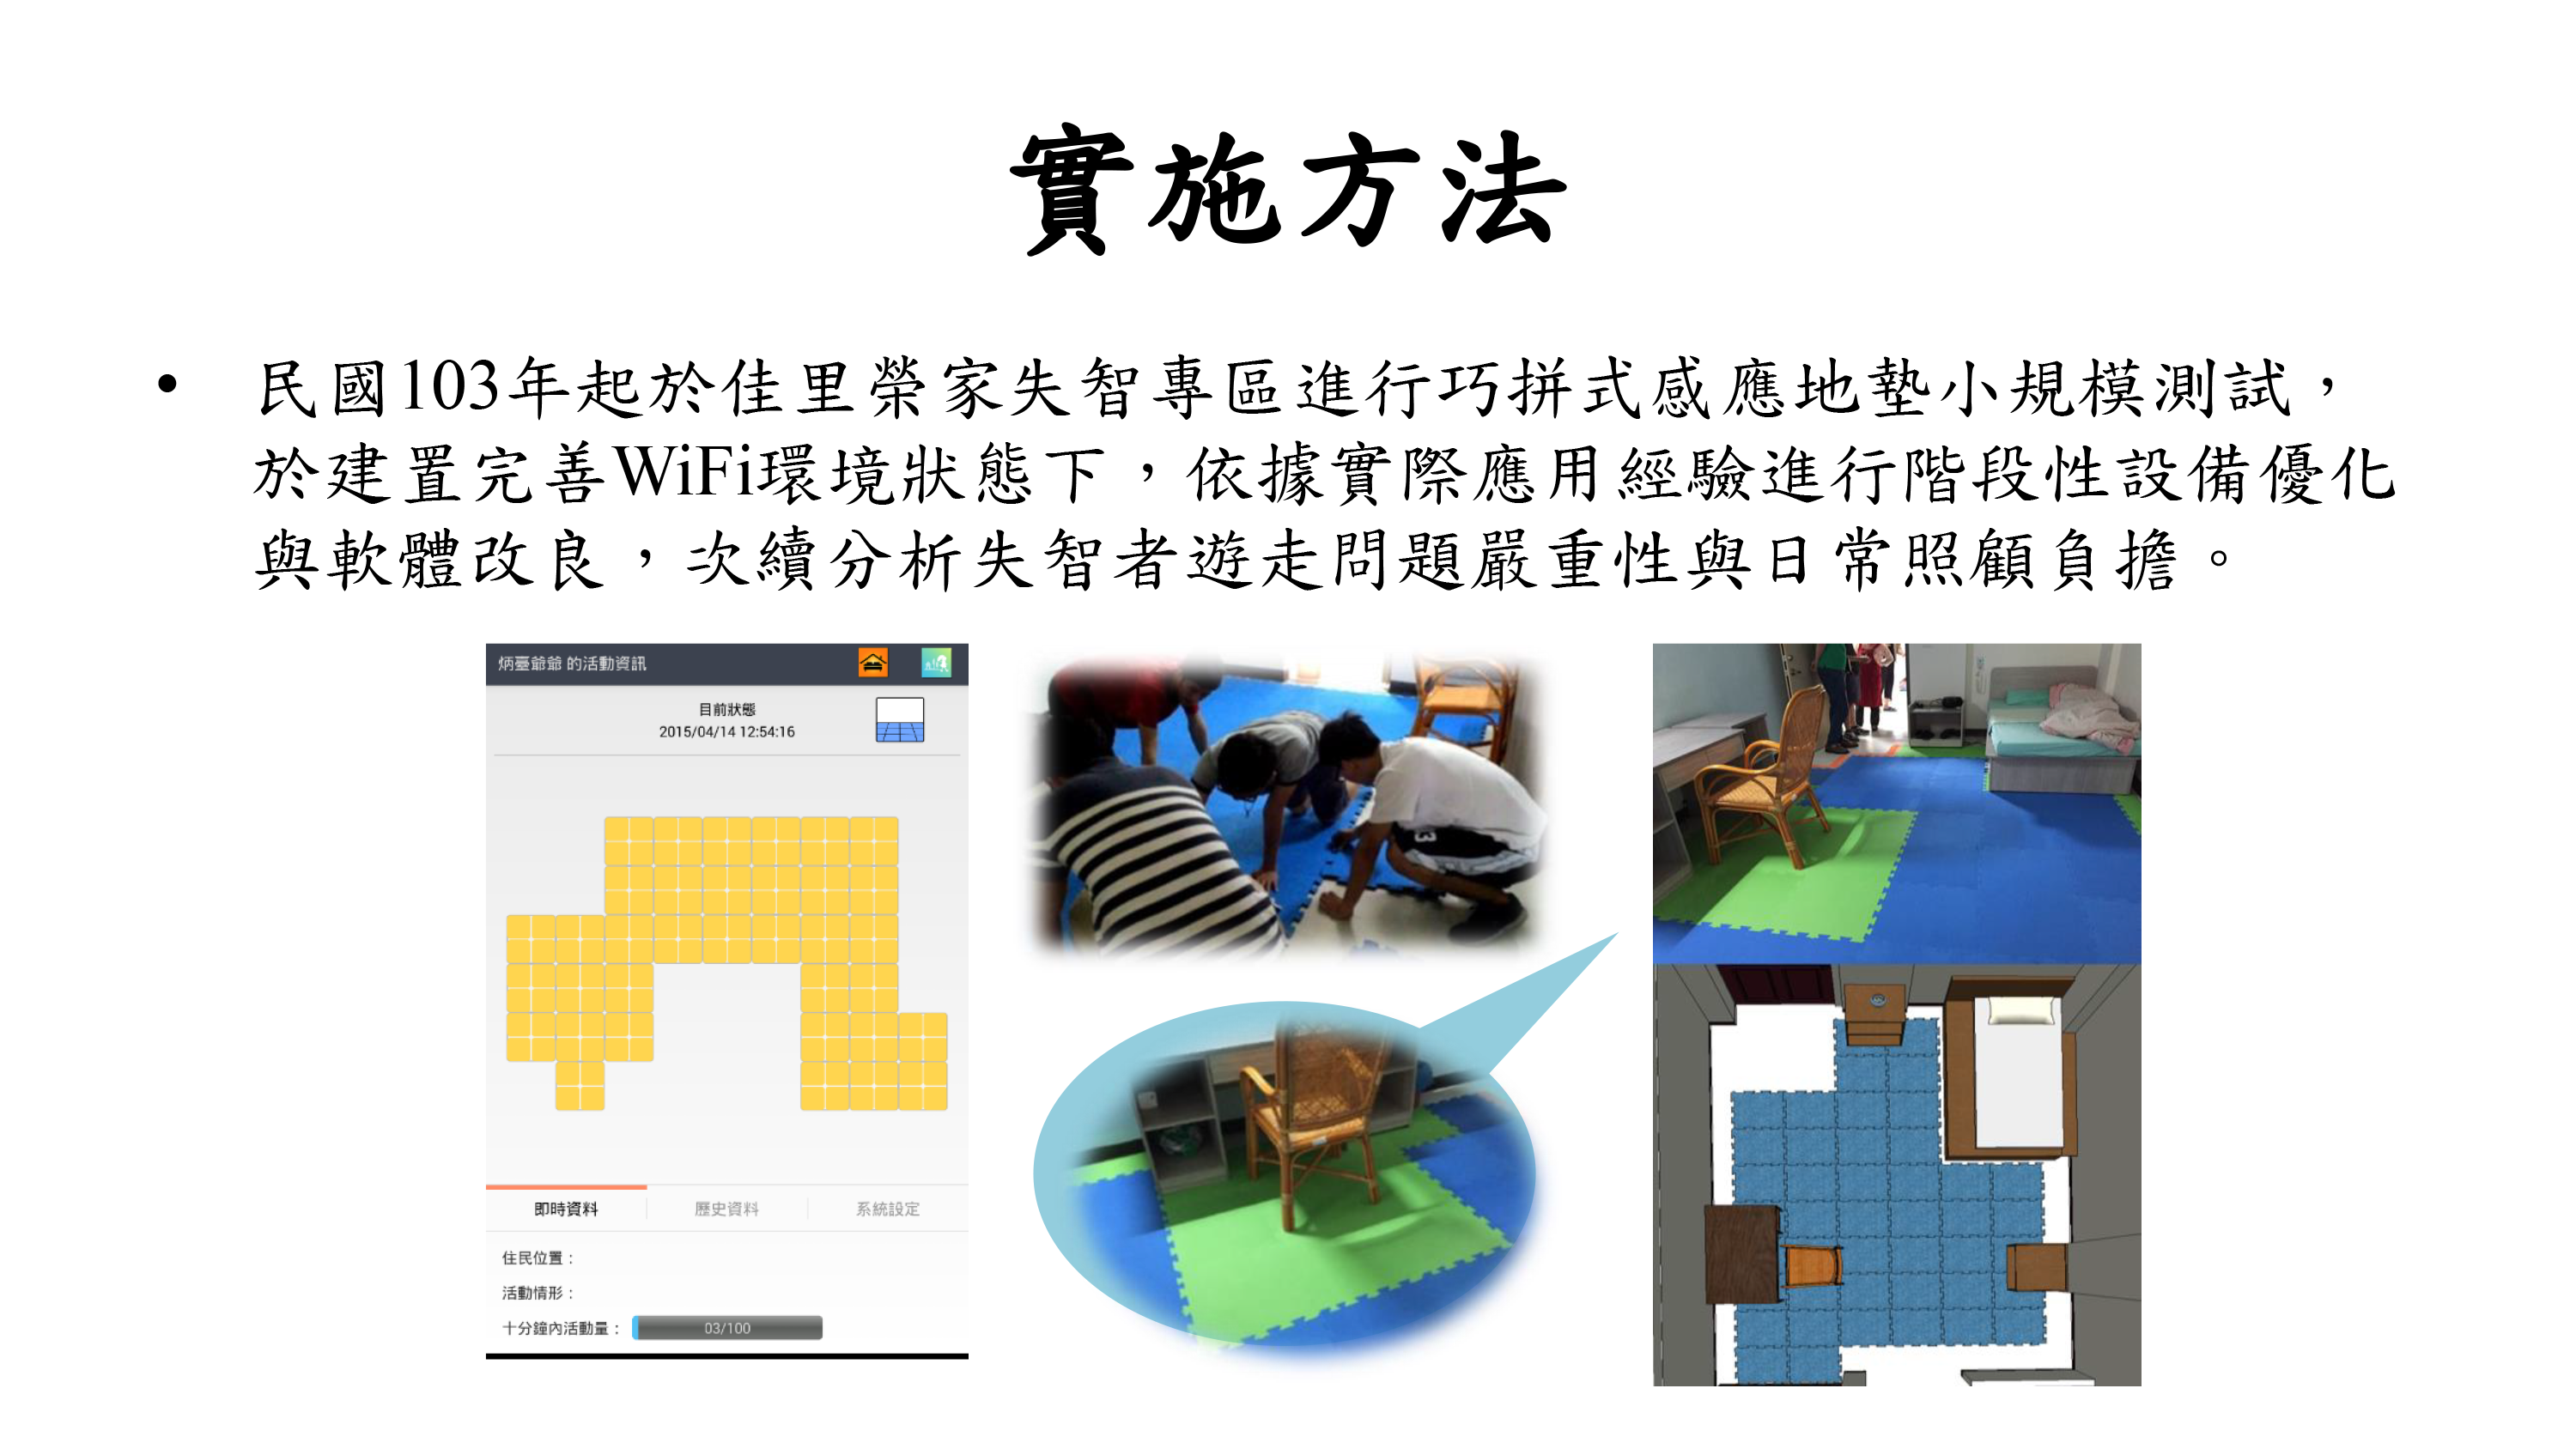 實施方法
• 民國103年起於佳里榮家失智專區進行巧拼式感應地墊小規模測試，
於建置完善WiFi環境狀態下，依據實際應用經驗進行階段性設備優化
與軟體改良，次續分析失智者遊走問題嚴重性與日常照顧負擔。
炳臺爺爺 的活動資訊
目前狀態
2015/04/14 12:54:16
即時資料 歷史資料 系統設定
住民位置：
活動情形：
十分鐘內活動量： 03/100